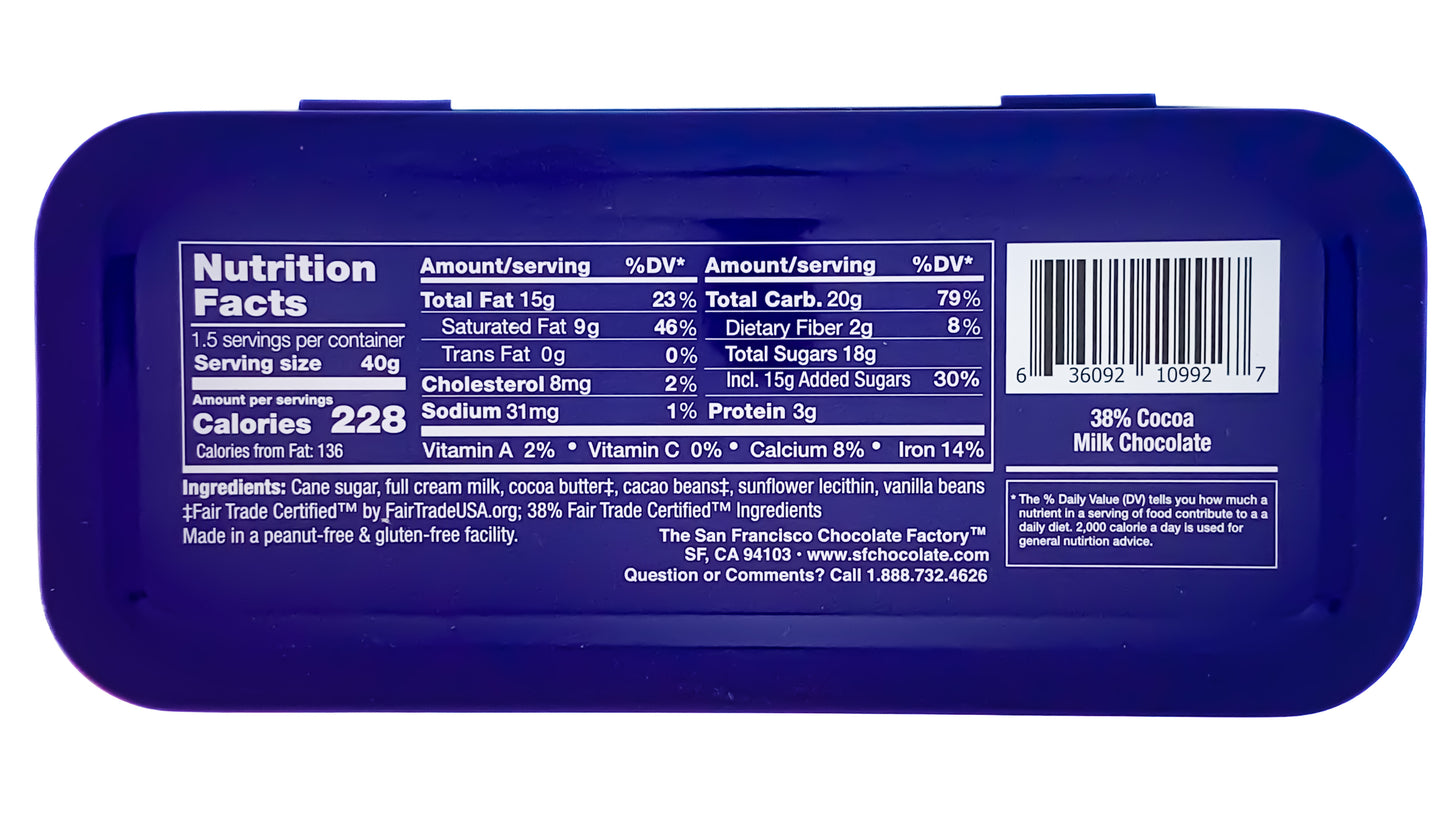 Nutrition
Facts
1.5 servings per container
Serving size 40g
Amount per servings
Calories 228
Calories from Fat: 136
Amount/serving %DV*
Total Fat 15g 23%
Saturated Fat 9g 46%
Trans Fat 0g 0%
Cholesterol 8mg 2%
Sodium 31mg 1%
Amount/serving %DV*
Total Carb. 20g 79%
Dietary Fiber 2g 8%
Total Sugars 18g
Incl. 15g Added Sugars 30%
Protein 3g
Vitamin A 2% • Vitamin C 0% • Calcium 8% • Iron 14%
Ingredients: Cane sugar, full cream milk, cocoa butter‡, cacao beans‡, sunflower lecithin, vanilla beans
‡Fair Trade Certified™ by FairTradeUSA.org; 38% Fair Trade Certified™ Ingredients
Made in a peanut-free & gluten-free facility.
The San Francisco Chocolate Factory™
SF, CA 94103 • www.sfchocolate.com
Question or Comments? Call 1.888.732.4626
6 36092 10992 7
38% Cocoa
Milk Chocolate
* The % Daily Value (DV) tells you how much a
nutrient in a serving of food contribute to a a
daily diet. 2,000 calorie a day is used for
general nutirtion advice.